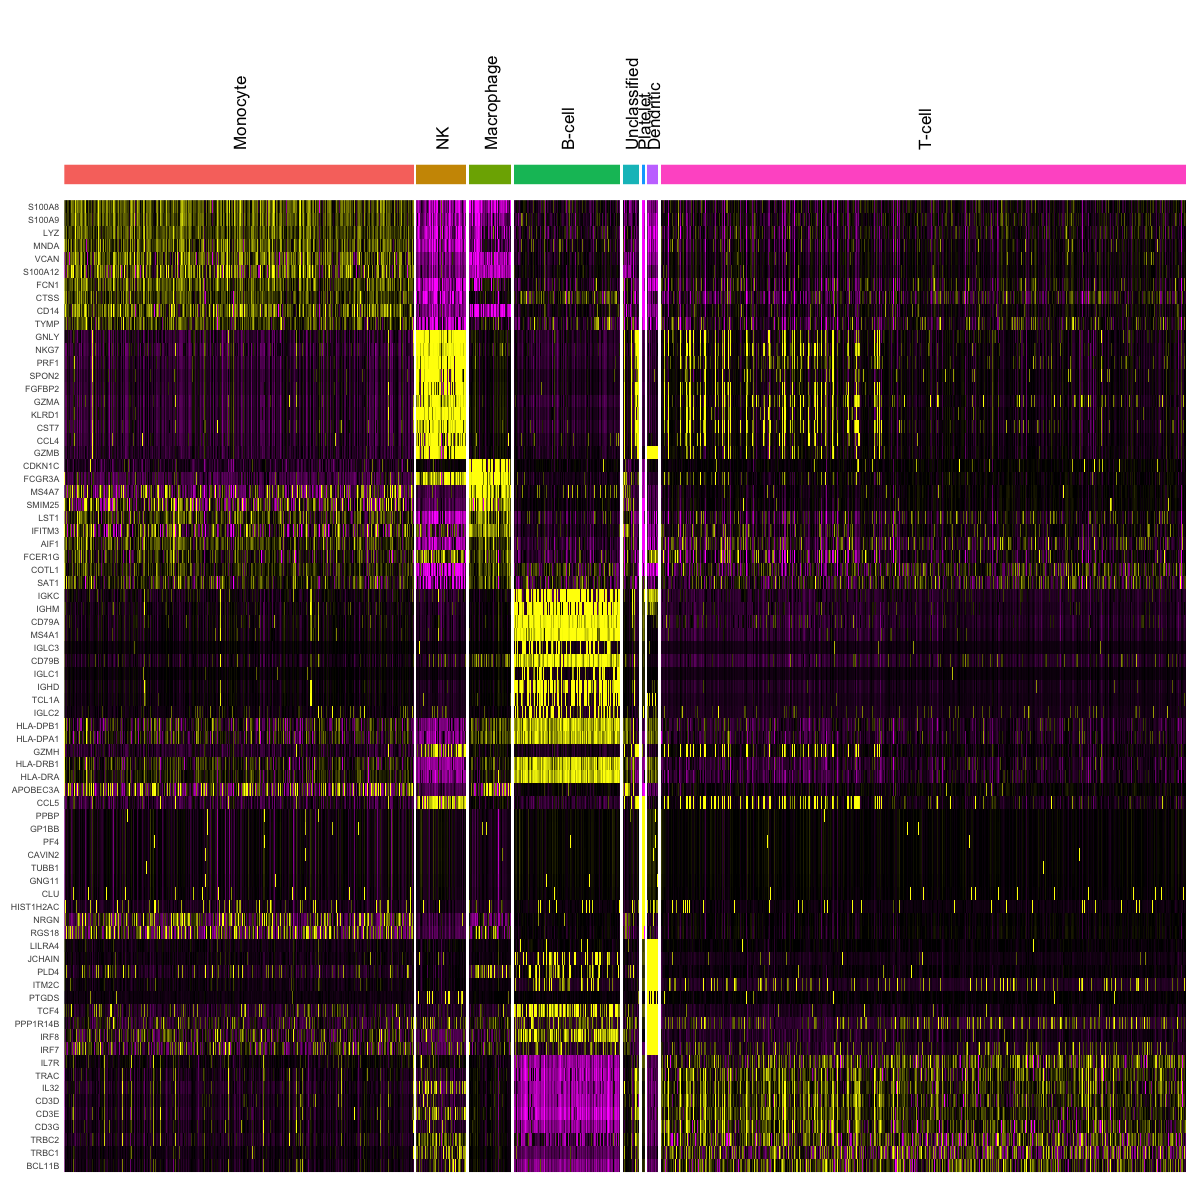 Monocyte
NK
Macrophage
B-cell
Unclassified
Platelet
Dendritic
T-cell
S100A8
S100A9
LYZ
MNDA
VCAN
S100A12
FCN1
CTSS
CD14
TYMP
GNLY
NKG7
PRF1
SPON2
FGFBP2
GZMA
KLRD1
CST7
CCL4
GZMB
CDKN1C
FCGR3A
MS4A7
SMIM25
LST1
IFITM3
AIF1
FCER1G
COTL1
SAT1
IGKC
IGHM
CD79A
MS4A1
IGLC3
CD79B
IGLC1
IGHD
TCL1A
IGLC2
HLA-DPB1
HLA-DPA1
GZMH
HLA-DRB1
HLA-DRA
APOBEC3A
CCL5
PPBP
GP1BB
PF4
CAVIN2
TUBB1
GNG11
CLU
HIST1H2AC
NRGN
RGS18
LILRA4
JCHAIN
PLD4
ITM2C
PTGDS
TCF4
PPP1R14B
IRF8
IRF7
IL7R
TRAC
IL32
CD3D
CD3E
CD3G
TRBC2
TRBC1
BCL11B